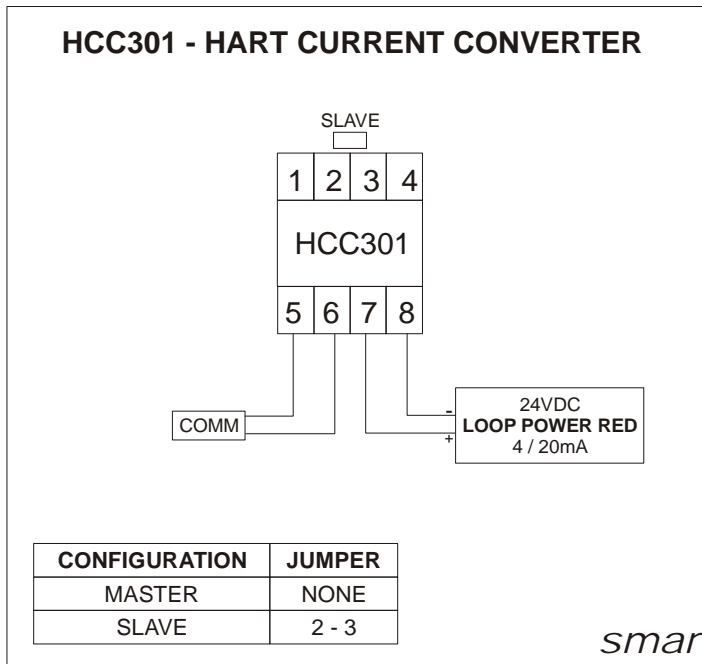 HCC301 - HART CURRENT CONVERTER
SLAVE
1 2 3 4
HCC301
5 6 7 8
COMM
-
+
24VDC
LOOP POWER RED
4 / 20mA
CONFIGURATION JUMPER
MASTER NONE
SLAVE 2 - 3
smar